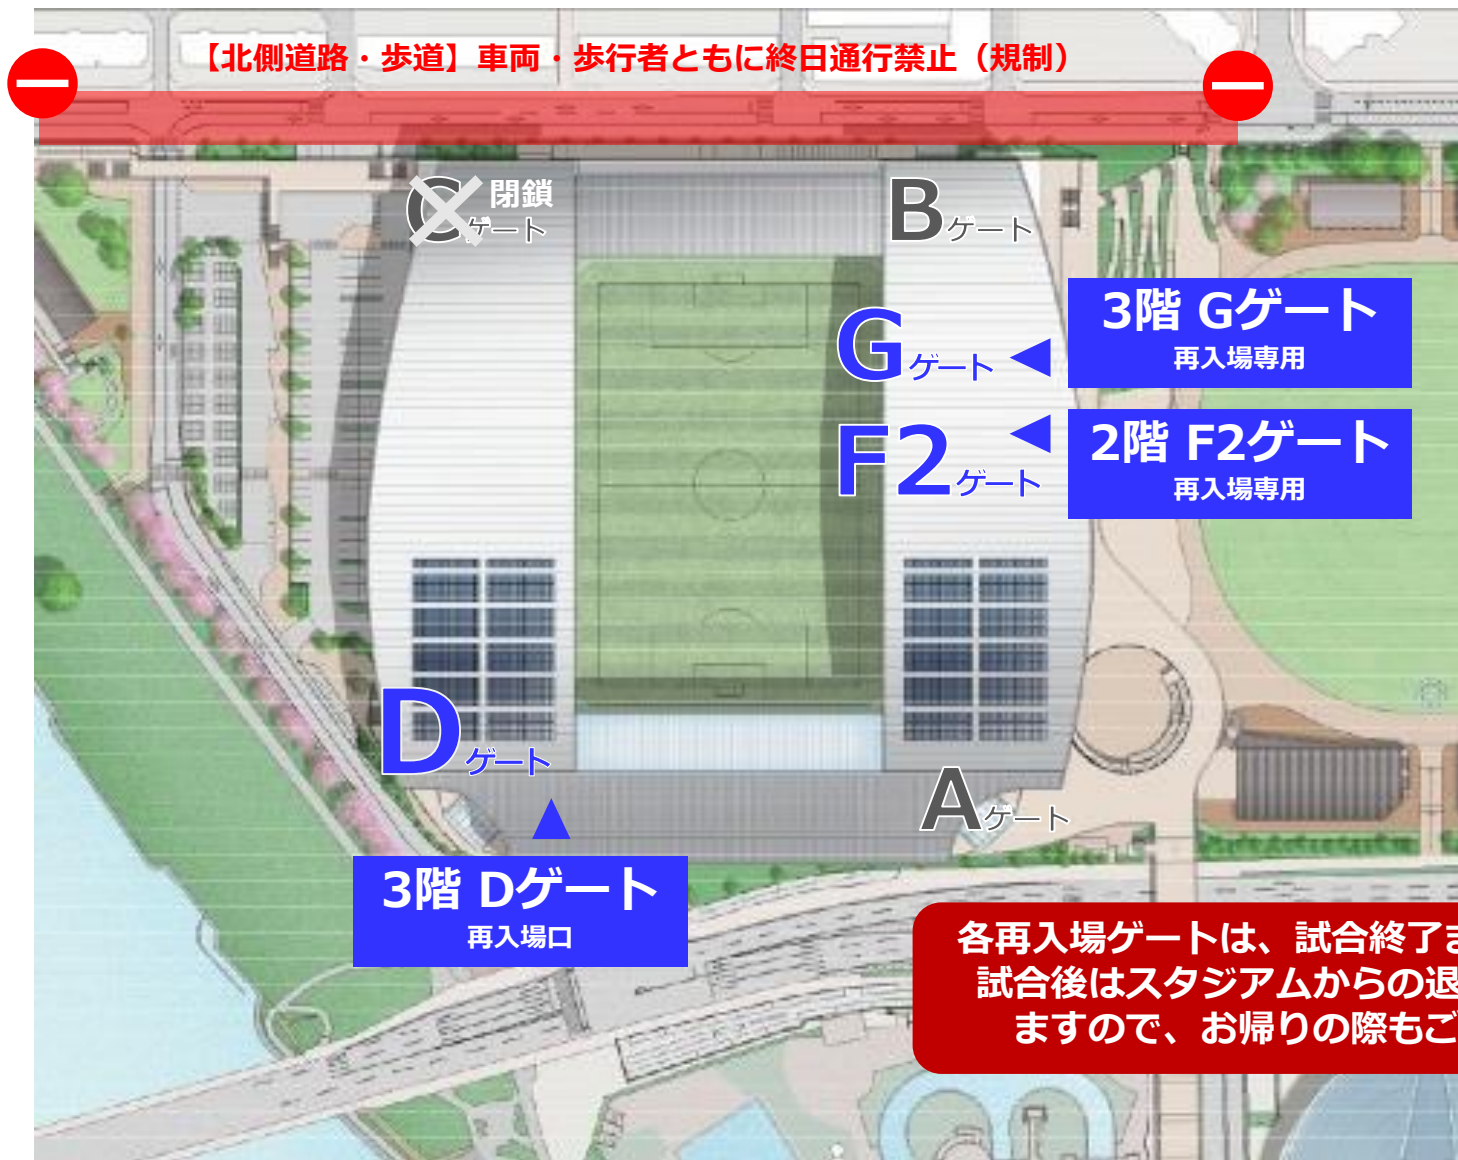 【北側道路・歩道】車両・歩行者ともに終日通行禁止（規制）
C 閉鎖
ゲート
Bゲート
Gゲート
3階 Gゲート
再入場専用
F2ゲート
2階 F2ゲート
再入場専用
Dゲート
Aゲート
3階 Dゲート
再入場口
各再入場ゲートは、試合終了ま
試合後はスタジアムからの退
ますので、お帰りの際もご